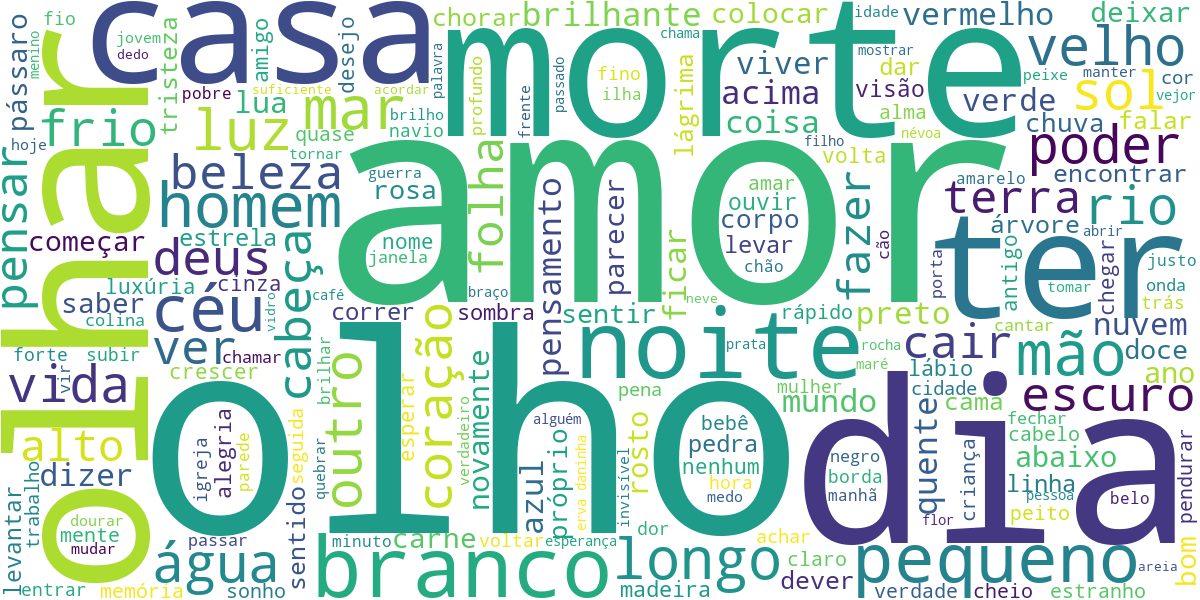 fio
jovem
dedo
menino
pássaro
hoje
tristeza
pobre
amigo
suficiente
desejo
acordar
casa
chorar
palavra
brilhante
profundo
frente
passado
colocar
chama
fino
ilha
idade
mostrar
vermelho
deixar
velho
peixe
manter
cor
vejor
morte
viver
acima
coisa
dar
visão
alma
névoa
verde
sol
chuva
falar
frio
luz
lua
mar
quase
tornar
brilho
navio
lágrima
filho
volta
poder
encontrar
pensar
olhar
beleza
homem
guerra
rosa
folha
amor
amar
ouvir
corpo
levar
chão
fazer
cão
amarelo
terra
rio
árvore
abrir
começar
estrela
deus
cabeça
nome
janela
pensamento
parecer
ficar
ter
porta
antigo
chegar
justo
onda
trás
tomar
saber
luxúria
cinza
colina
céu
vidro
café
braço
neve
correr
sombra
sentir
rápido
preto
cantar
nuvem
forte
subir
vir
ver
chamar
crescer
vida
outro
brilhar
coração
esperar
novamente
verdadeiro
noite
prata
rocha
maré
cair
mão
doce
ano
lábio
cidade
cama
escuro
alto
dizer
igreja
alegria
parede
seguida
quebrar
olho
alguém
azul
próprio
erva daninha
invisível
pena
rosto
bebê
pedra
nenhum
hora
medo
mulher
mundo
dia
negro
borda
manhã
quente
flor
criança
fechar
cabelo
abaixo
linha
pessoa
peito
belo
pendurar
bom
levantar
trabalho
dourar
mente
mudar
passar
água
sentido
minuto
carne
voltar
esperança
branco
longo
dor
achar
claro
dever
madeira
pequeno
areia
entrar
memória
sonho
verdade
cheio
estranho